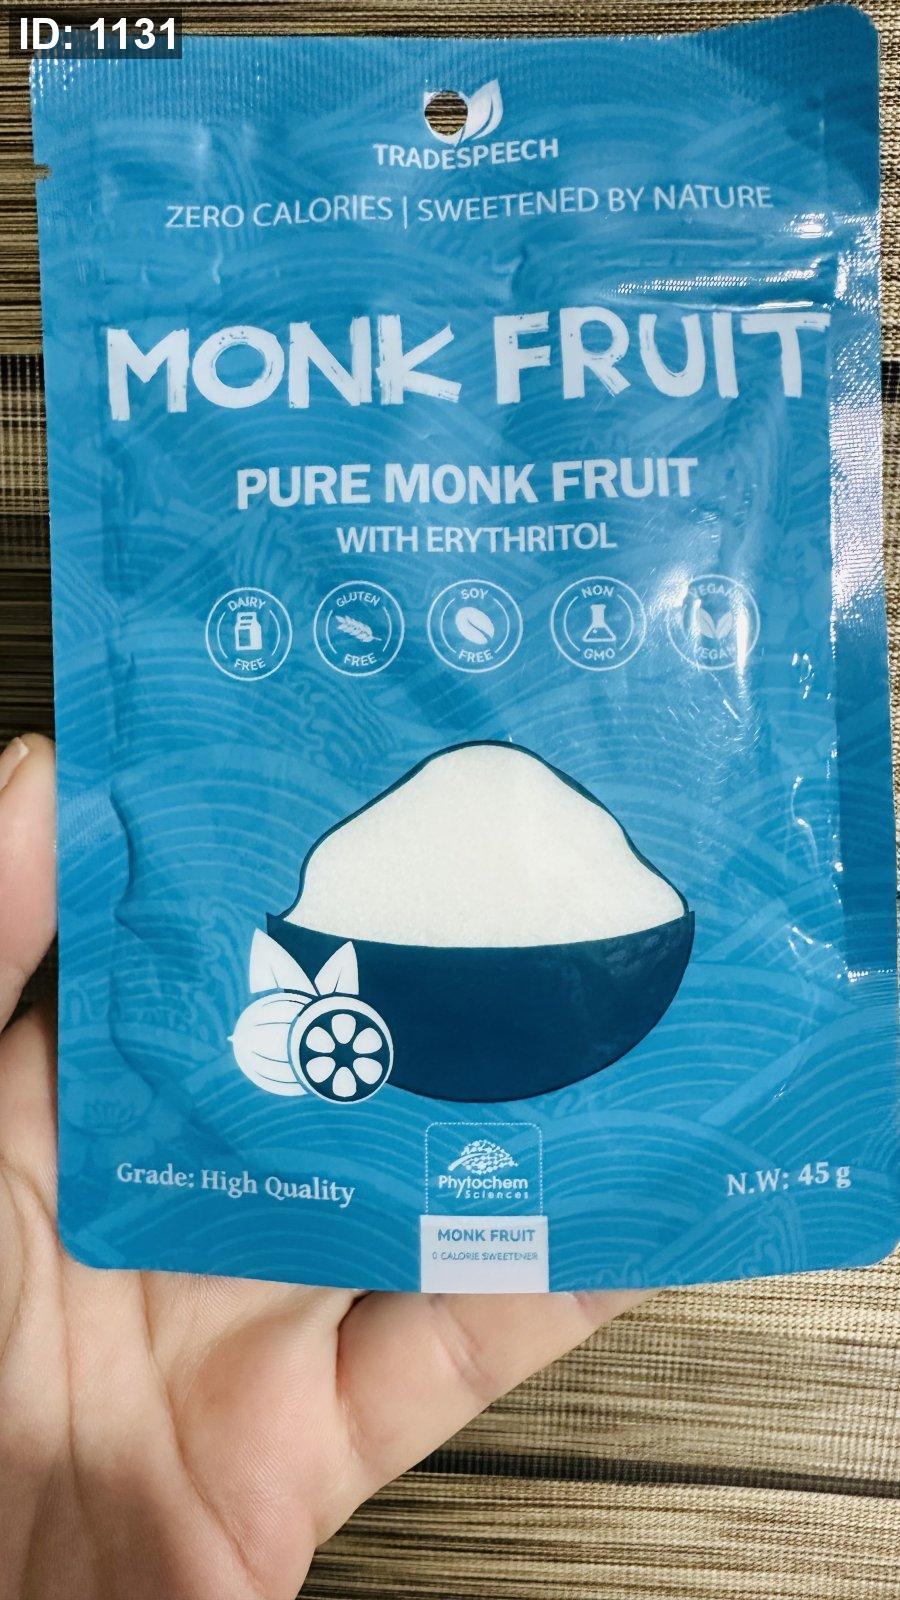 ID: 1131
TRADESPEECH
ZERO CALORIES | SWEETENED BY NATURE
MONK FRUIT
PURE MONK FRUIT
WITH ERYTHRITOL
DAIRY FREE
GLUTEN FREE
SOY FREE
NON GMO
VEGAN VEGAN
Grade: High Quality
Phytochem
Sciences
N.W: 45 g
MONK FRUIT
0 CALORIE SWEETENER